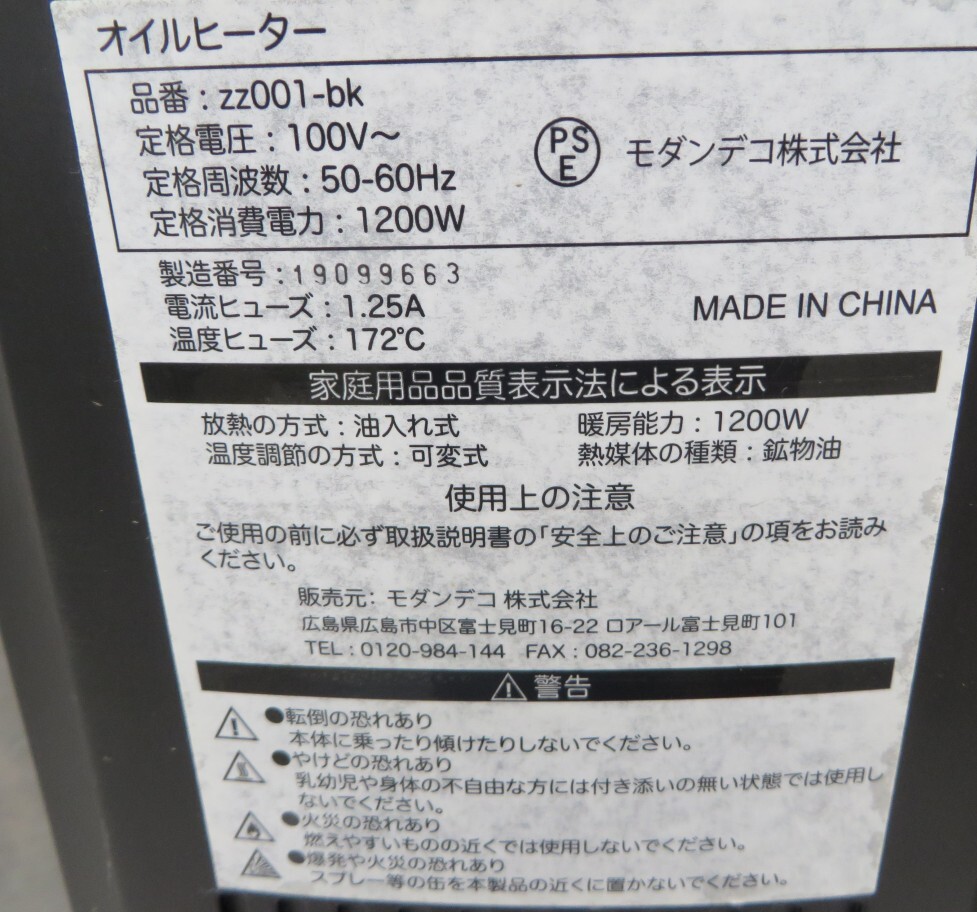 オイルヒーター
品番：zz001-bk
定格電圧：100V～
定格周波数：50-60Hz
定格消費電力：1200W
PS
E
モダンデコ株式会社
製造番号：19099663
電流ヒューズ：1.25A
温度ヒューズ：172℃
MADE IN CHINA
家庭用品品質表示法による表示
放熱の方式：油入れ式 暖房能力：1200W
温度調節の方式：可変式 熱媒体の種類：鉱物油
使用上の注意
ご使用の前に必ず取扱説明書の｢安全上のご注意｣の項をお読み
ください。
販売元：モダンデコ 株式会社
広島県広島市中区富士見町16-22 ロアール富士見町101
TEL：0120-984-144 FAX：082-236-1298
⚠警告
●転倒の恐れあり
本体に乗ったり傾けたりしないでください。
●やけどの恐れあり
乳幼児や身体の不自由な方には付き添いの無い状態では使用し
ないでください。
●火災の恐れあり
燃えやすいものの近くでは使用しないでください。
●爆発や火災の恐れあり
スプレー等の缶を本製品の近くに置かないでください。